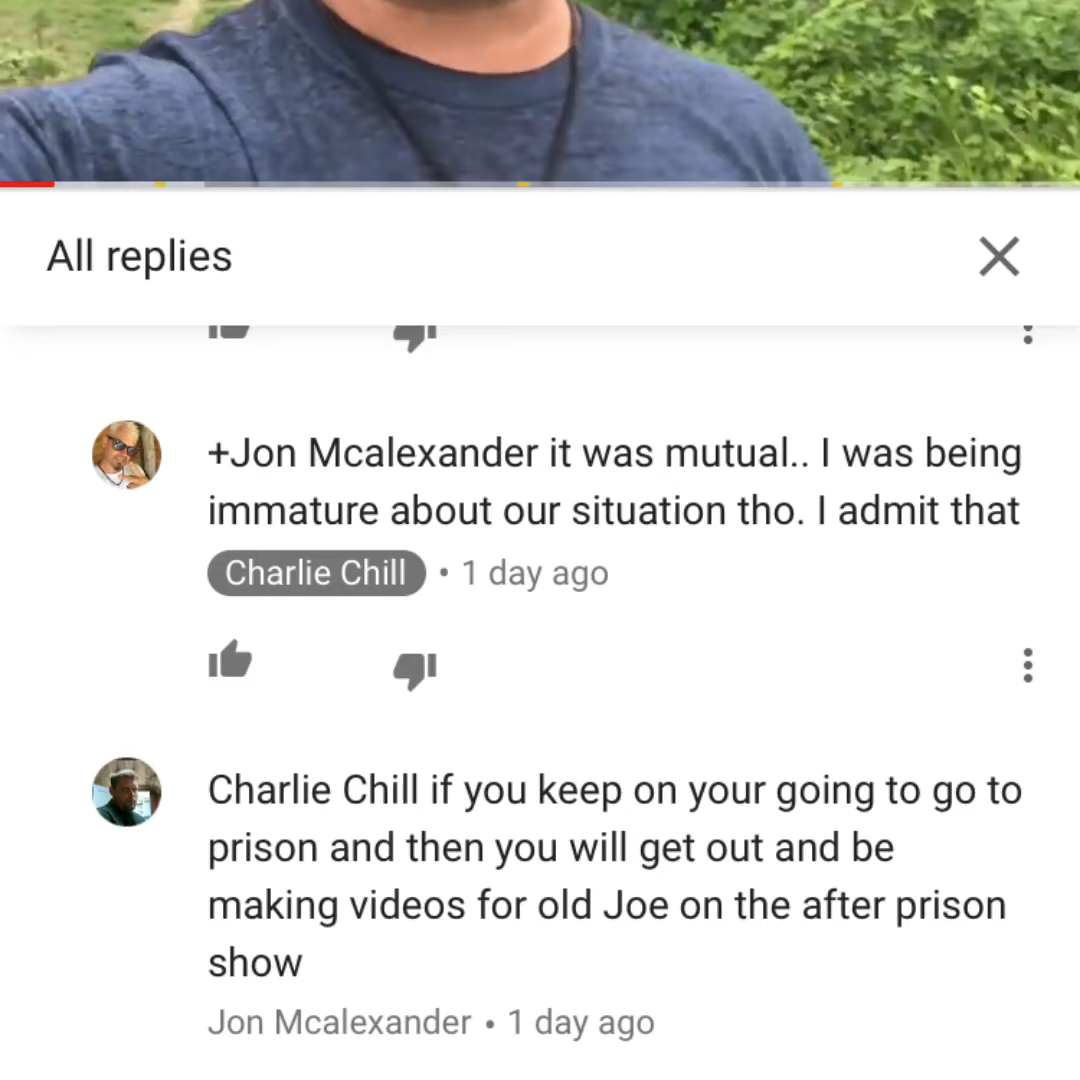 All replies
+Jon Mcalexander it was mutual.. I was being
immature about our situation tho. I admit that
Charlie Chill • 1 day ago
Charlie Chill if you keep on your going to go to
prison and then you will get out and be
making videos for old Joe on the after prison
show
Jon Mcalexander • 1 day ago